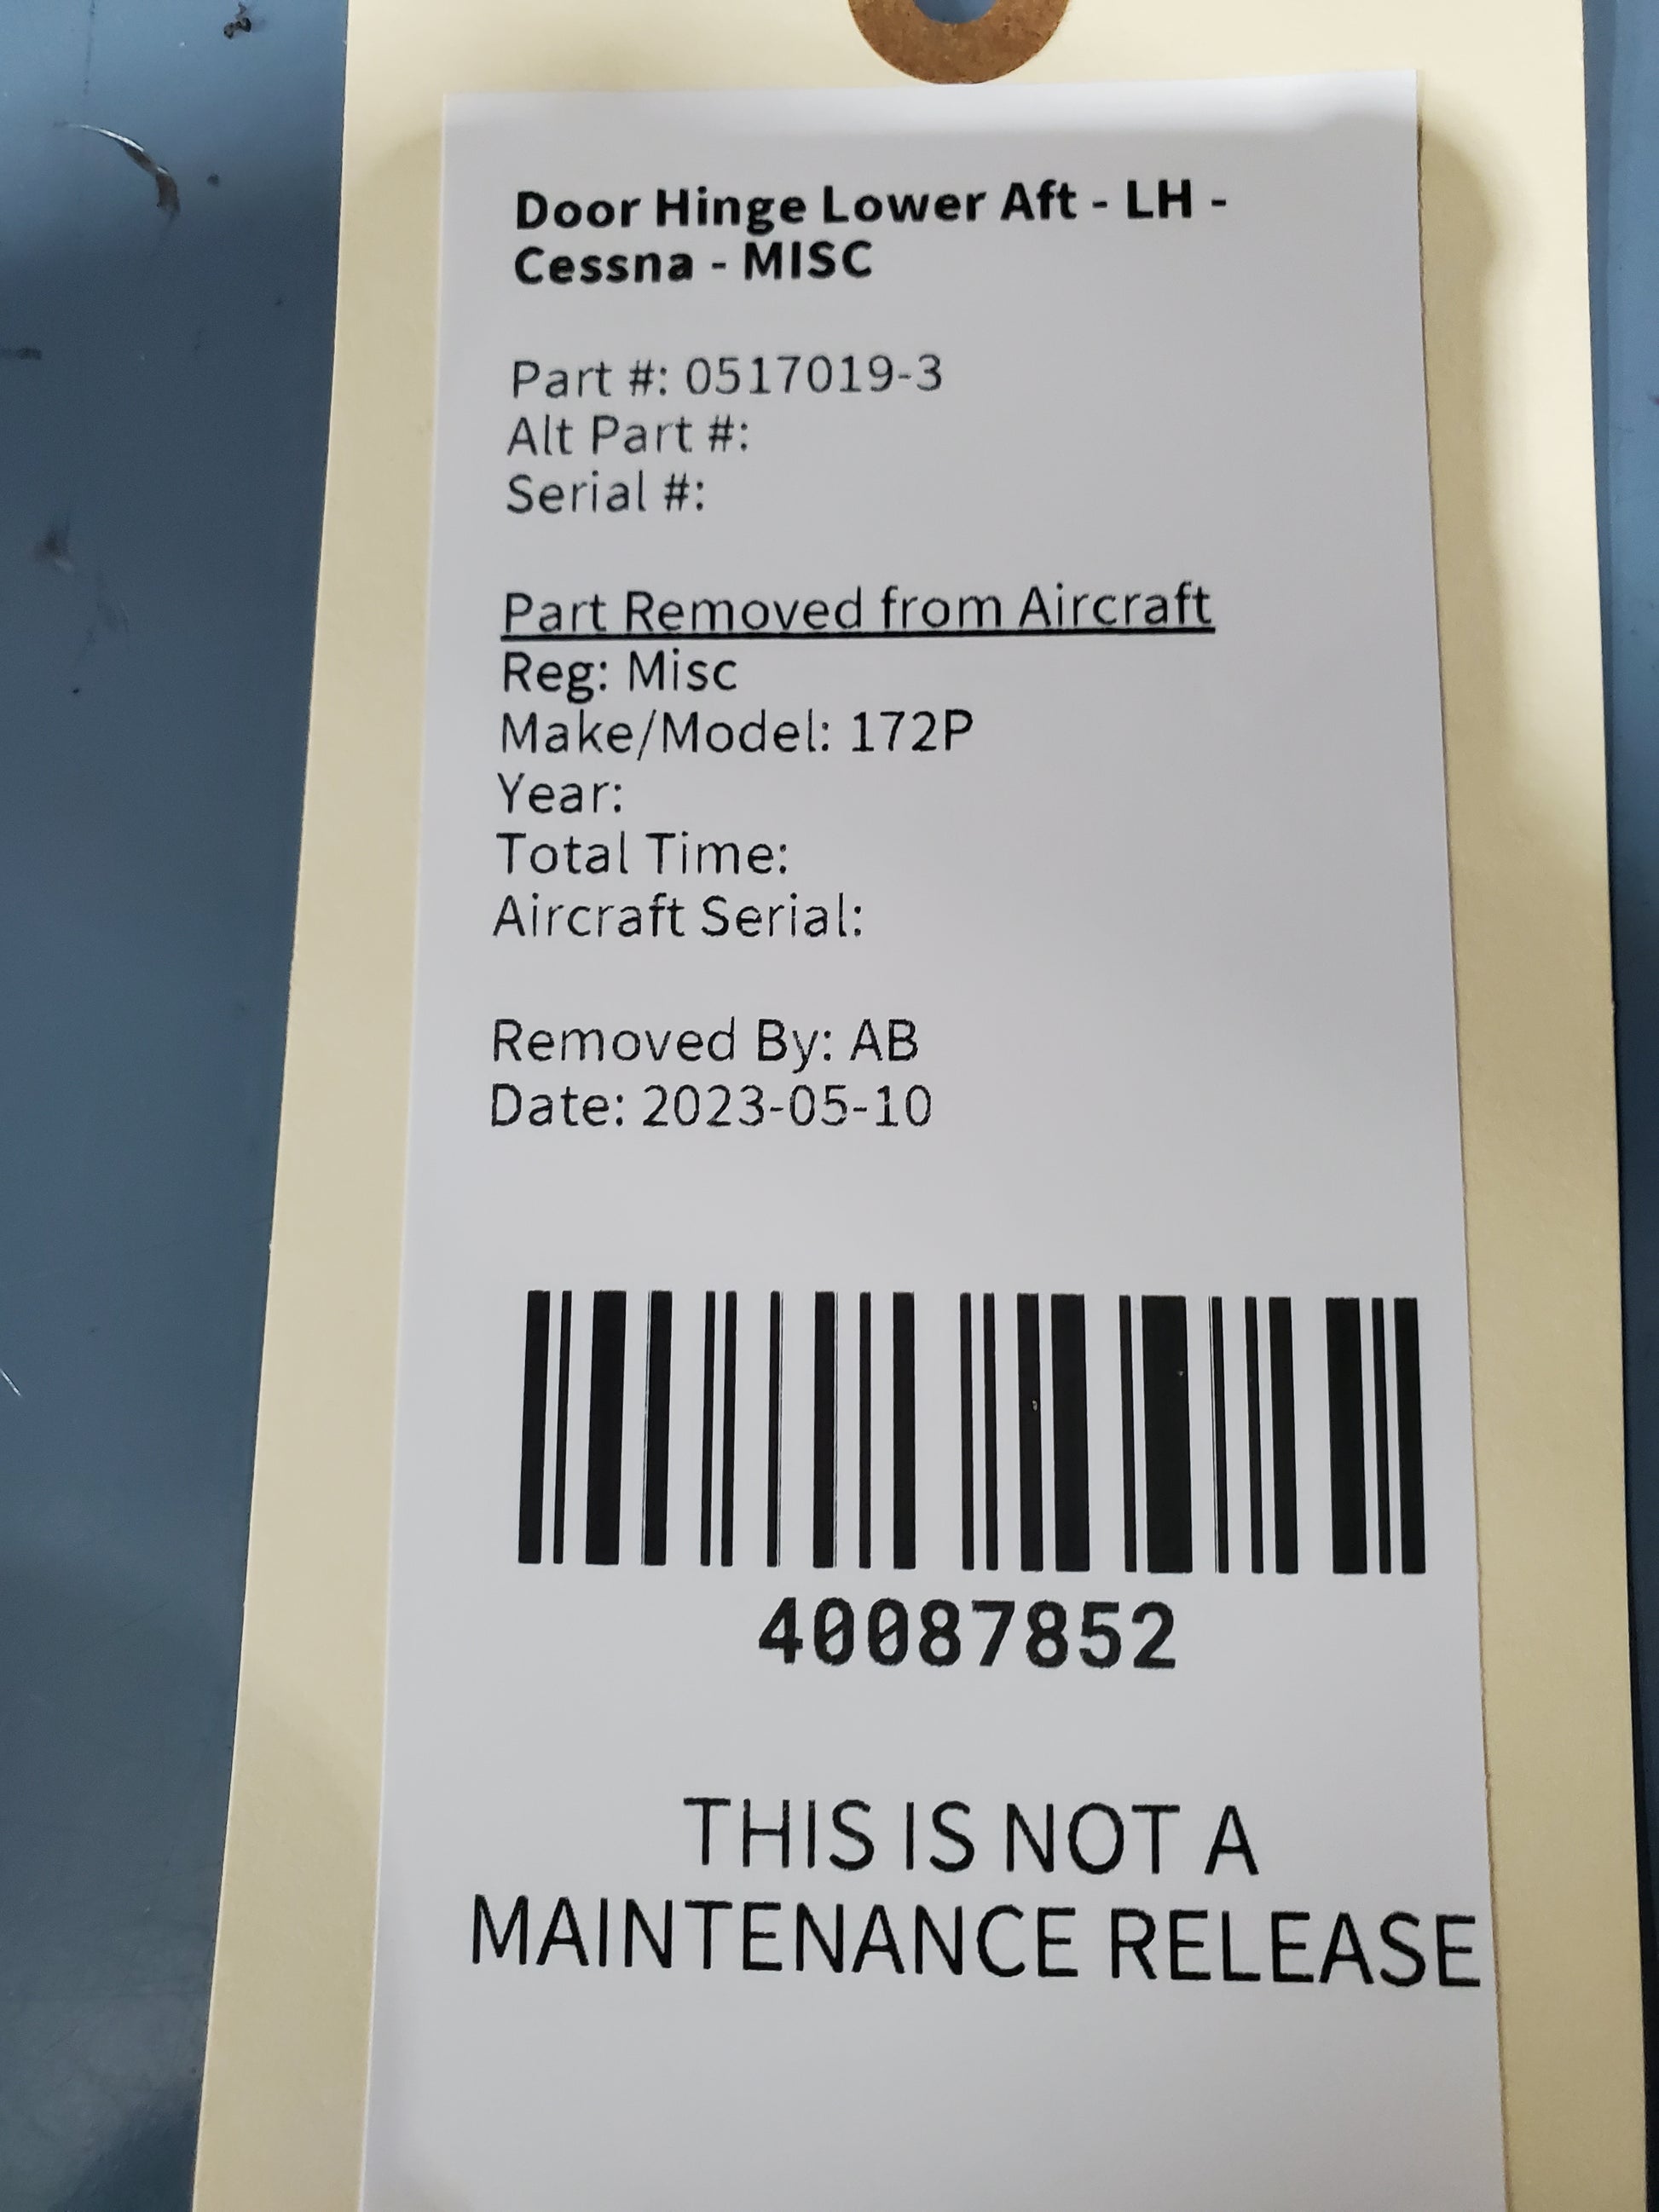 Door Hinge Lower Aft - LH -
Cessna - MISC
Part #: 0517019-3
Alt Part #:
Serial #:
Part Removed from Aircraft
Reg: Misc
Make/Model: 172P
Year:
Total Time:
Aircraft Serial:
Removed By: AB
Date: 2023-05-10
40087852
THIS IS NOT A
MAINTENANCE RELEASE